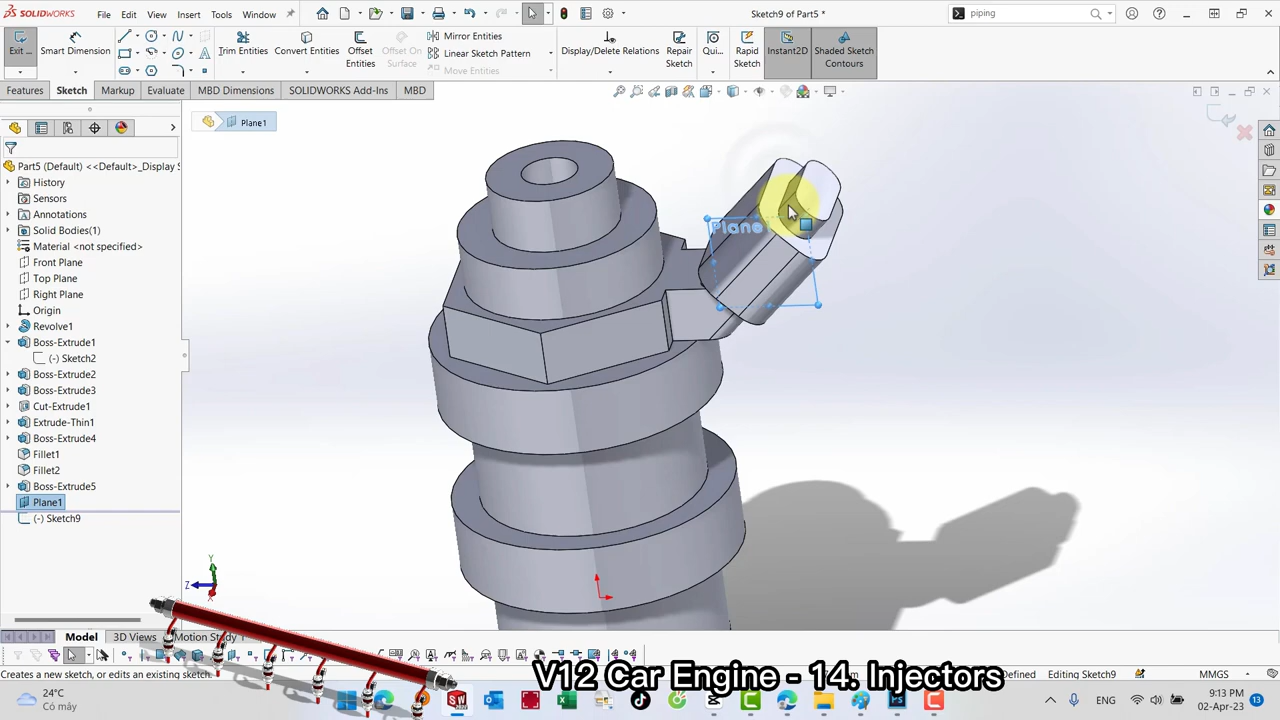 SOLIDWORKS File Edit View Insert Tools Window Sketch9 of Part5 * piping
Exit ... Smart Dimension Trim Entities Convert Entities Offset Entities Offset On Surface Mirror Entities Linear Sketch Pattern Move Entities Display/Delete Relations Repair Sketch Qui... Rapid Sketch Instant2D Shaded Sketch Contours
Features Sketch Markup Evaluate MBD Dimensions SOLIDWORKS Add-Ins MBD
Plane1
Part5 (Default) <<Default>_Display S
History
Sensors
Annotations
Solid Bodies(1)
Material <not specified>
Front Plane
Top Plane
Right Plane
Origin
Revolve1
Boss-Extrude1
(-) Sketch2
Boss-Extrude2
Boss-Extrude3
Cut-Extrude1
Extrude-Thin1
Boss-Extrude4
Fillet1
Fillet2
Boss-Extrude5
Plane1
(-) Sketch9
Plane
Y
Z
X
Model 3D Views Motion Study 1
Creates a new sketch, or edits an existing sketch.
Defined Editing Sketch9 MMGS
V12 Car Engine - 14. Injectors
24°C
Có mây
ENG
9:13 PM
02-Apr-23